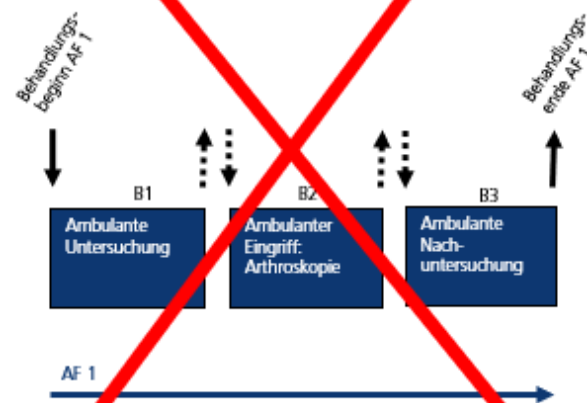 Behandlungs-
beginn AF 1
Behandlungs-
ende AF 1
B1
B2
B3
Ambulante
Untersuchung
Ambulanter
Eingriff:
Arthroskopie
Ambulante
Nach-
untersuchung
AF 1